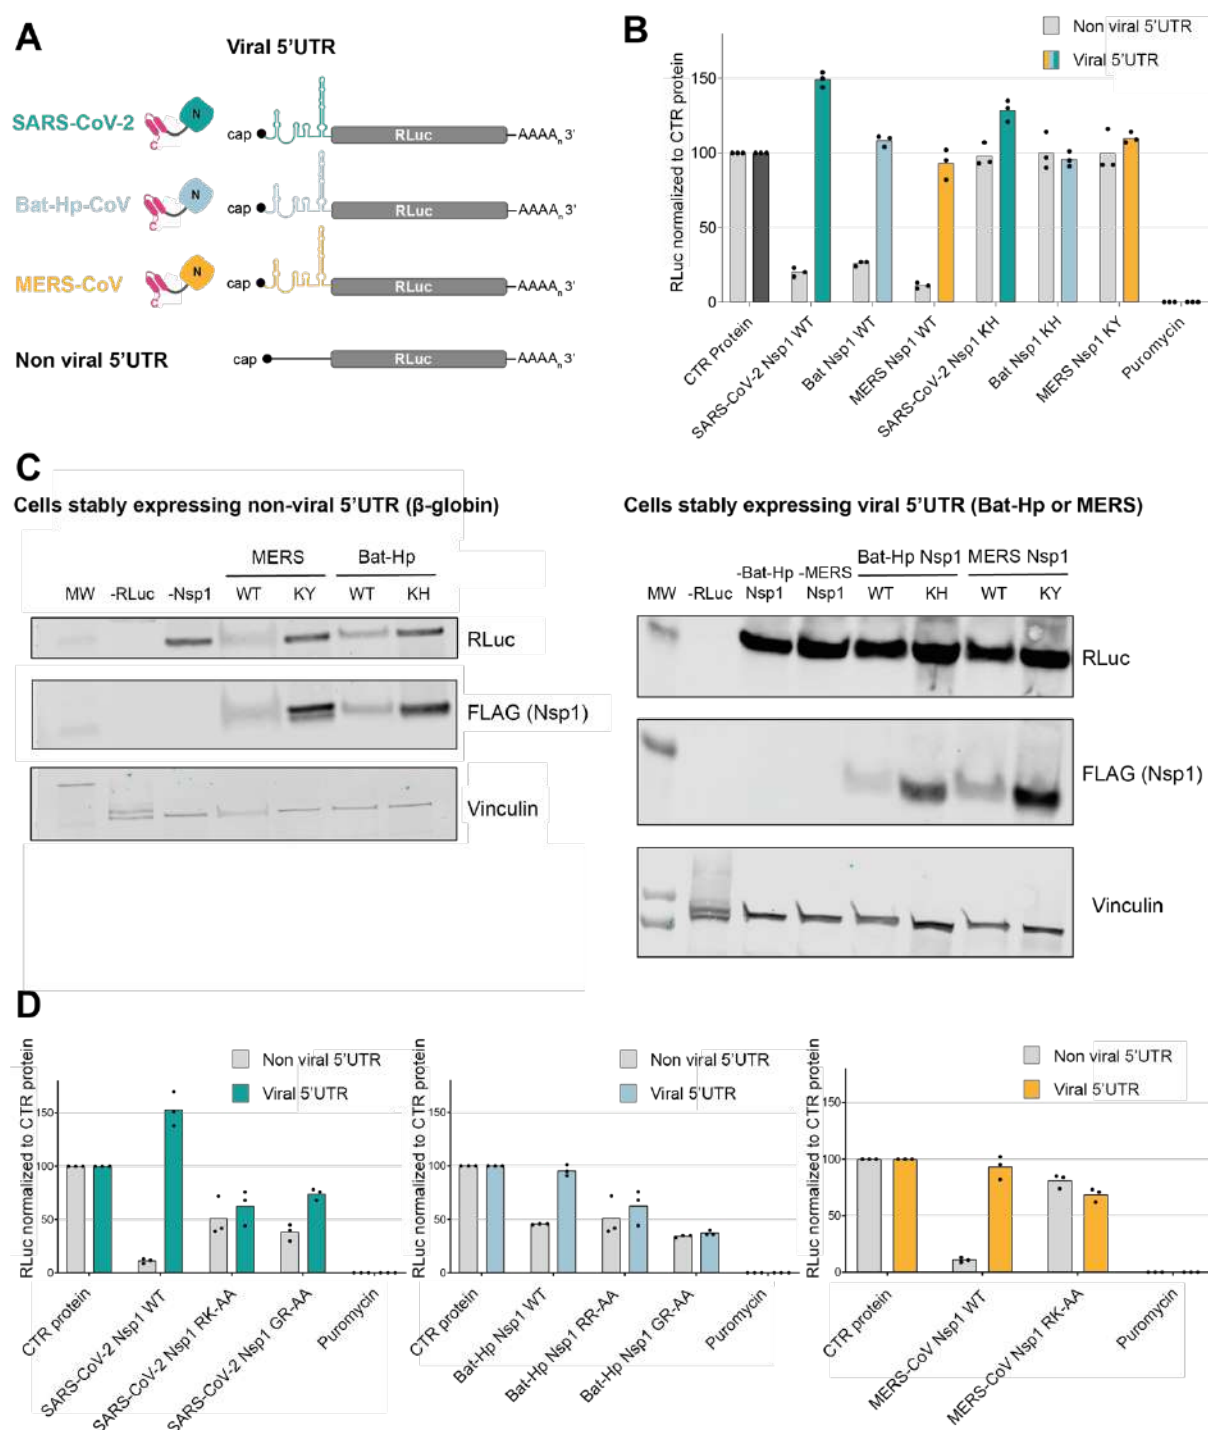 A
Viral 5'UTR
SARS-CoV-2
N
C
cap
RLuc
AAAAn 3'
Bat-Hp-CoV
N
C
cap
RLuc
AAAAn 3'
MERS-CoV
N
C
cap
RLuc
AAAAn 3'
Non viral 5'UTR
cap
RLuc
AAAAn 3'
B
Non viral 5'UTR
Viral 5'UTR
RLuc normalized to CTR protein
150
100
50
0
CTR Protein
SARS-CoV-2 Nsp1 WT
Bat Nsp1 WT
MERS Nsp1 WT
SARS-CoV-2 Nsp1 KH
Bat Nsp1 KH
MERS Nsp1 KY
Puromycin
C
Cells stably expressing non-viral 5'UTR (β-globin)
MERS Bat-Hp
MW -RLuc -Nsp1 WT KY WT KH
RLuc
FLAG (Nsp1)
Vinculin
Cells stably expressing viral 5'UTR (Bat-Hp or MERS)
-Bat-Hp -MERS Bat-Hp Nsp1 MERS Nsp1
MW -RLuc Nsp1 Nsp1 WT KH WT KY
RLuc
FLAG (Nsp1)
Vinculin
D
RLuc normalized to CTR protein
Non viral 5'UTR
Viral 5'UTR
150
100
50
0
CTR protein
SARS-CoV-2 Nsp1 WT
SARS-CoV-2 Nsp1 RK-AA
SARS-CoV-2 Nsp1 GR-AA
Puromycin
RLuc normalized to CTR protein
Non viral 5'UTR
Viral 5'UTR
150
100
50
0
CTR protein
Bat-Hp Nsp1 WT
Bat-Hp Nsp1 RR-AA
Bat-Hp Nsp1 GR-AA
Puromycin
RLuc normalized to CTR protein
Non viral 5'UTR
Viral 5'UTR
150
100
50
0
CTR protein
MERS-CoV Nsp1 WT
MERS-CoV Nsp1 RK-AA
Puromycin